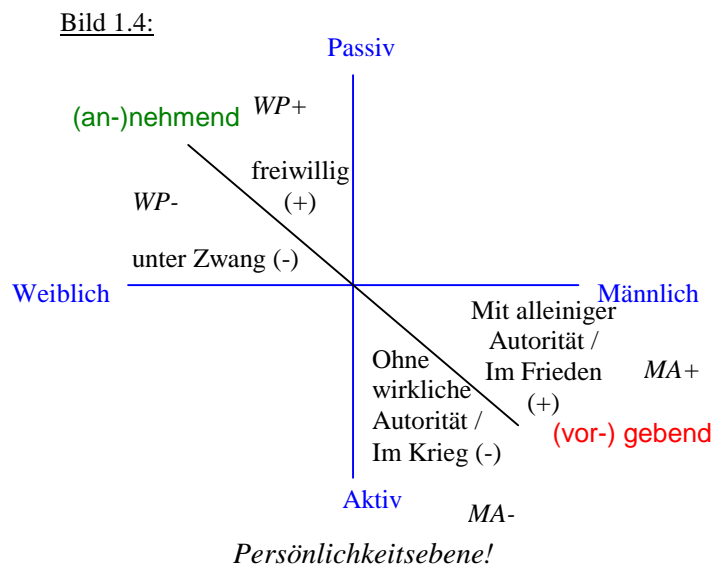 Bild 1.4:
Passiv
WP+
(an-)nehmend
freiwillig
(+)
WP-
unter Zwang (-)
Weiblich
Männlich
Mit alleiniger
Autorität /
Im Frieden
(+)
MA+
Ohne
wirkliche
Autorität /
Im Krieg (-)
(vor-) gebend
Aktiv
MA-
Persönlichkeitsebene!